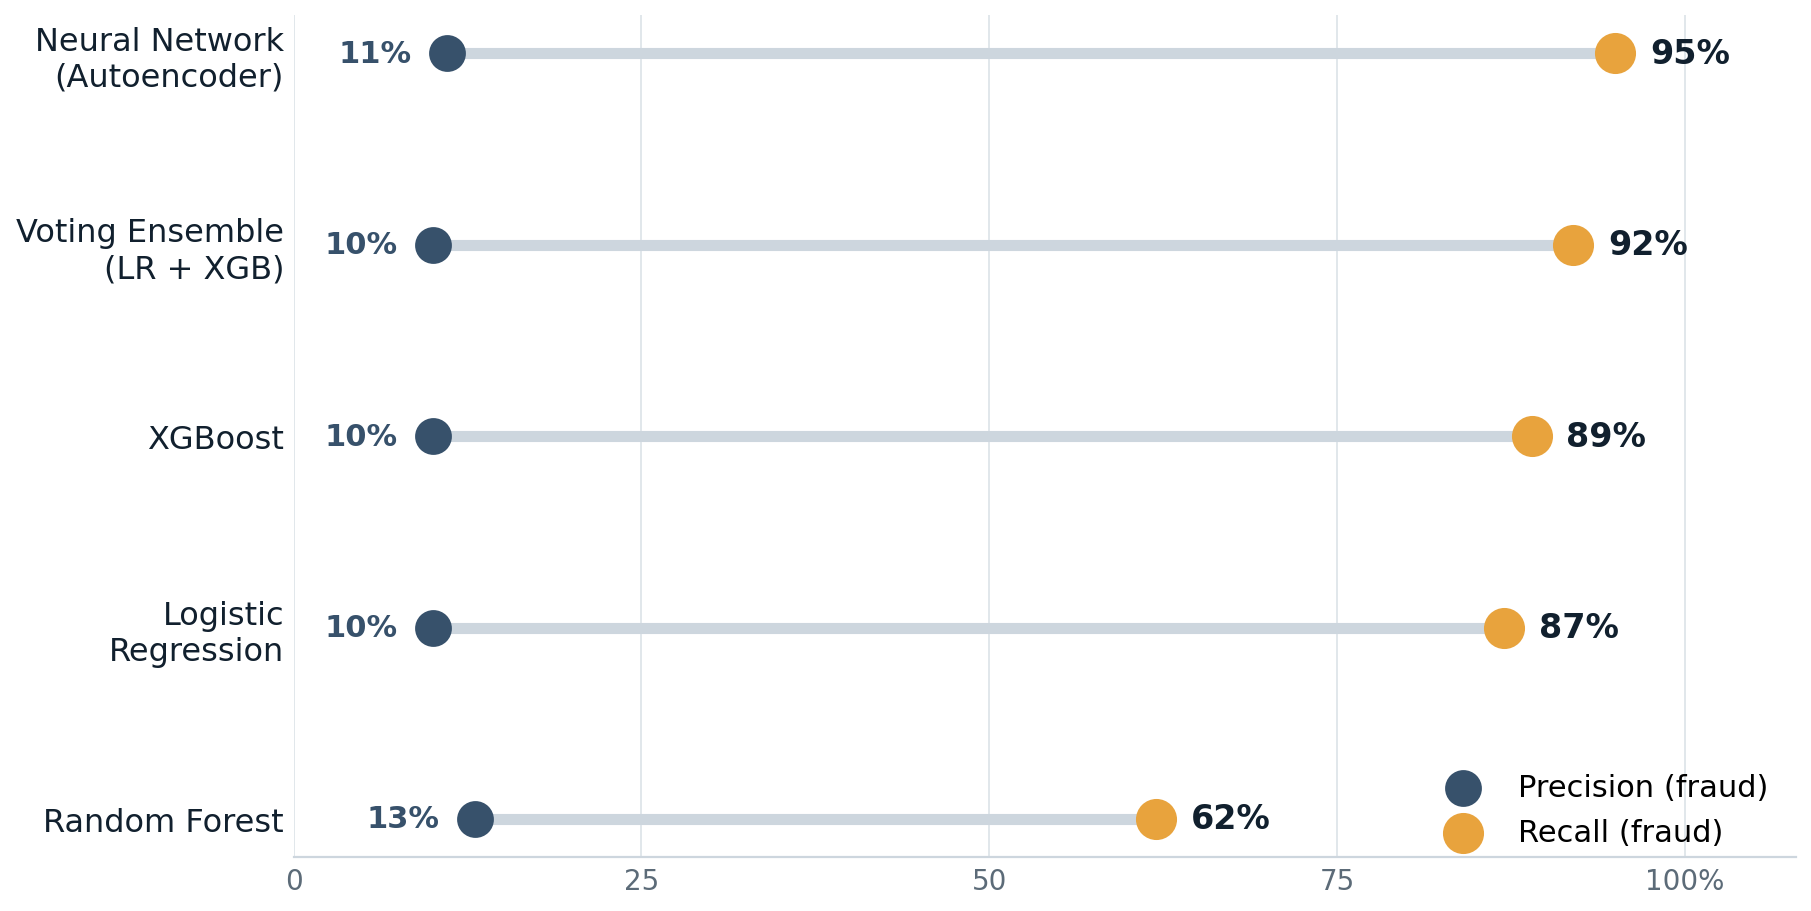 Neural Network
(Autoencoder)
11%
95%
Voting Ensemble
(LR + XGB)
10%
92%
XGBoost
10%
89%
Logistic
Regression
10%
87%
Random Forest
13%
62%
Precision (fraud)
Recall (fraud)
0
25
50
75
100%